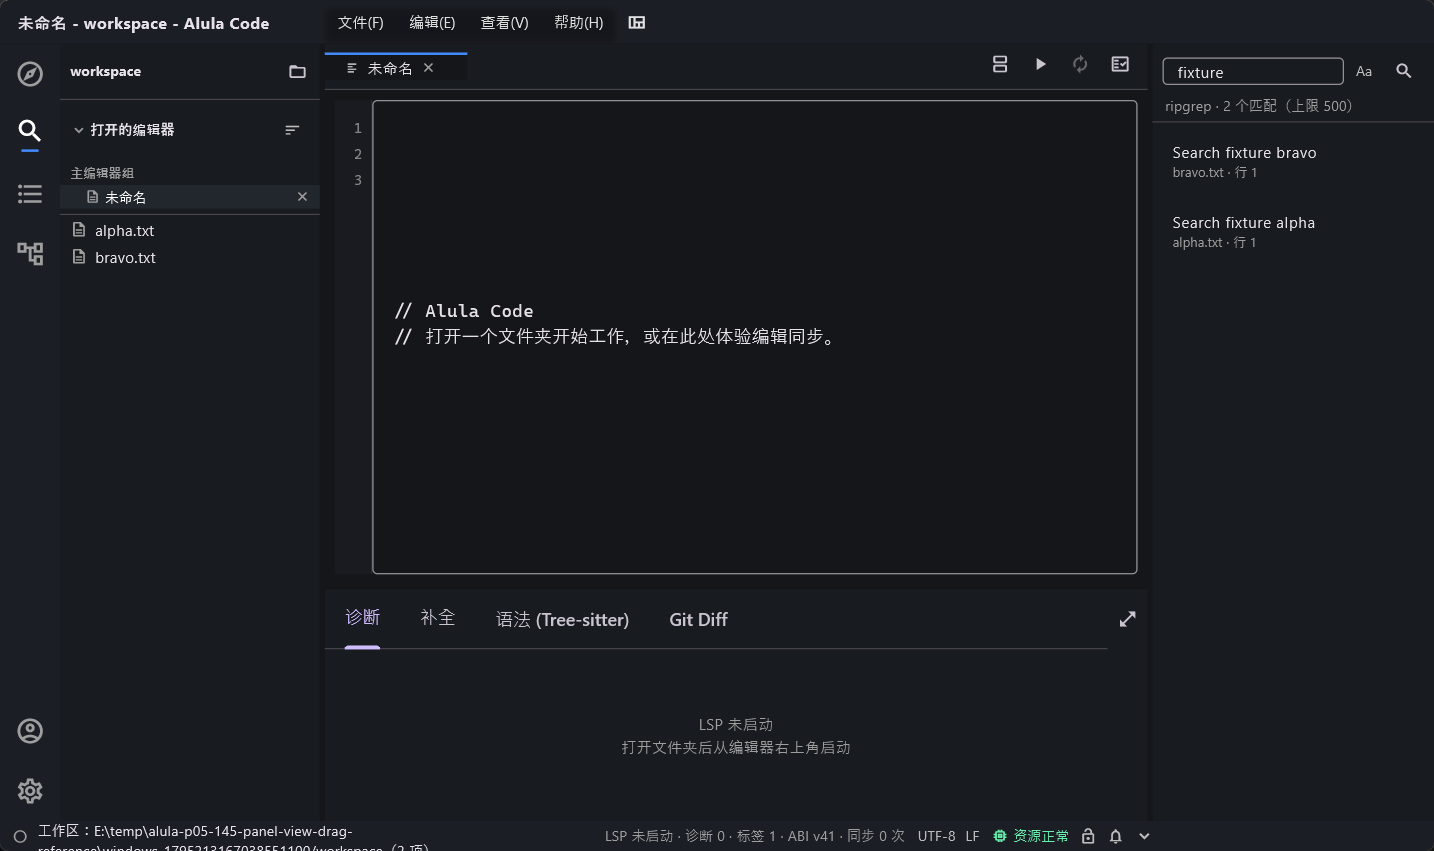 未命名 - workspace - Alula Code
文件(F) 编辑(E) 查看(V) 帮助(H)
workspace
打开的编辑器
主编辑器组
未命名
alpha.txt
bravo.txt
未命名
1
2
3
// Alula Code
// 打开一个文件夹开始工作，或在此处体验编辑同步。
诊断 补全 语法 (Tree-sitter) Git Diff
LSP 未启动
打开文件夹后从编辑器右上角启动
fixture Aa
ripgrep · 2 个匹配（上限 500）
Search fixture bravo
bravo.txt · 行 1
Search fixture alpha
alpha.txt · 行 1
工作区：E:\temp\alula-p05-145-panel-view-drag-
reference\windows-1795213167038551100/workspace（2 项）
LSP 未启动 · 诊断 0 · 标签 1 · ABI v41 · 同步 0 次 UTF-8 LF 资源正常